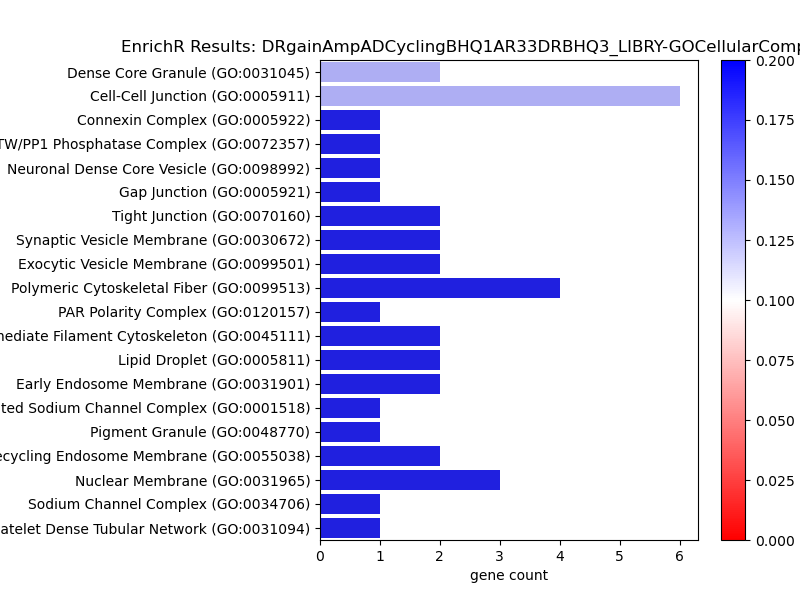 EnrichR Results: DRgainAmpADCyclingBHQ1AR33DRBHQ3_LIBRY-GOCellularComp
Dense Core Granule (GO:0031045)
Cell-Cell Junction (GO:0005911)
Connexin Complex (GO:0005922)
TW/PP1 Phosphatase Complex (GO:0072357)
Neuronal Dense Core Vesicle (GO:0098992)
Gap Junction (GO:0005921)
Tight Junction (GO:0070160)
Synaptic Vesicle Membrane (GO:0030672)
Exocytic Vesicle Membrane (GO:0099501)
Polymeric Cytoskeletal Fiber (GO:0099513)
PAR Polarity Complex (GO:0120157)
mediate Filament Cytoskeleton (GO:0045111)
Lipid Droplet (GO:0005811)
Early Endosome Membrane (GO:0031901)
ted Sodium Channel Complex (GO:0001518)
Pigment Granule (GO:0048770)
ecycling Endosome Membrane (GO:0055038)
Nuclear Membrane (GO:0031965)
Sodium Channel Complex (GO:0034706)
atelet Dense Tubular Network (GO:0031094)
0 1 2 3 4 5 6
gene count
0.200
0.175
0.150
0.125
0.100
0.075
0.050
0.025
0.000